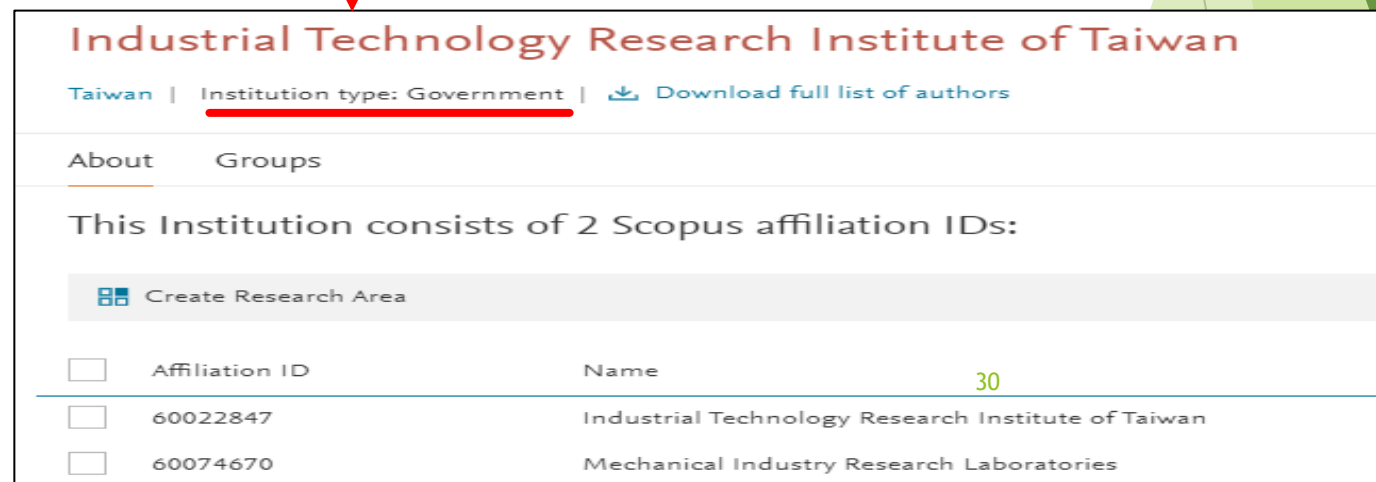 Industrial Technology Research Institute of Taiwan
Taiwan | Institution type: Government | Download full list of authors
About Groups
This Institution consists of 2 Scopus affiliation IDs:
Create Research Area
Affiliation ID Name
30
60022847 Industrial Technology Research Institute of Taiwan
60074670 Mechanical Industry Research Laboratories